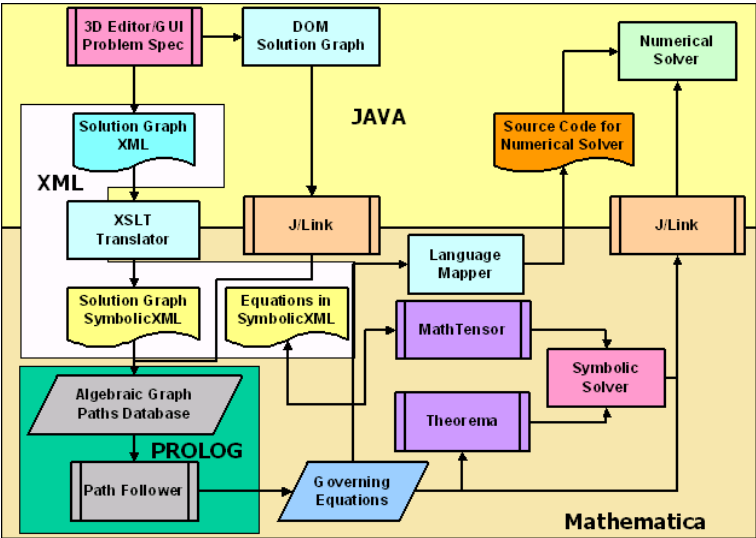 3D Editor/GUI
Problem Spec
DOM
Solution Graph
Numerical
Solver
JAVA
Solution Graph
XML
Source Code for
Numerical Solver
XML
XSLT
Translator
J/Link
J/Link
Language
Mapper
Solution Graph
SymbolicXML
Equations in
SymbolicXML
MathTensor
Symbolic
Solver
Algebraic Graph
Paths Database
Theorema
PROLOG
Path Follower
Governing
Equations
Mathematica